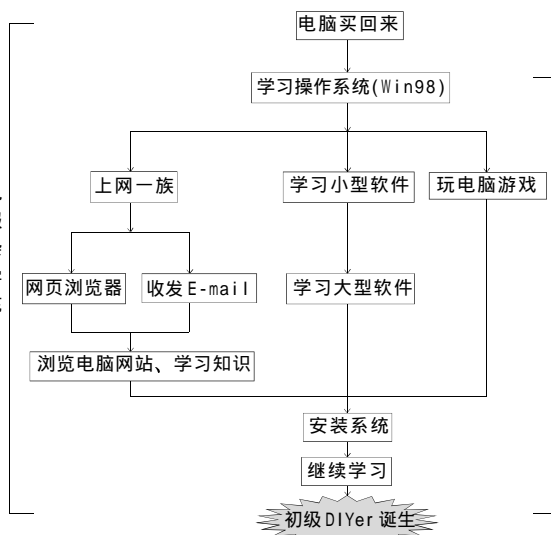 电脑买回来
学习操作系统(Win98)
上网一族
学习小型软件
玩电脑游戏
网页浏览器
收发E-mail
学习大型软件
浏览电脑网站、学习知识
安装系统
继续学习
初级DIYer诞生